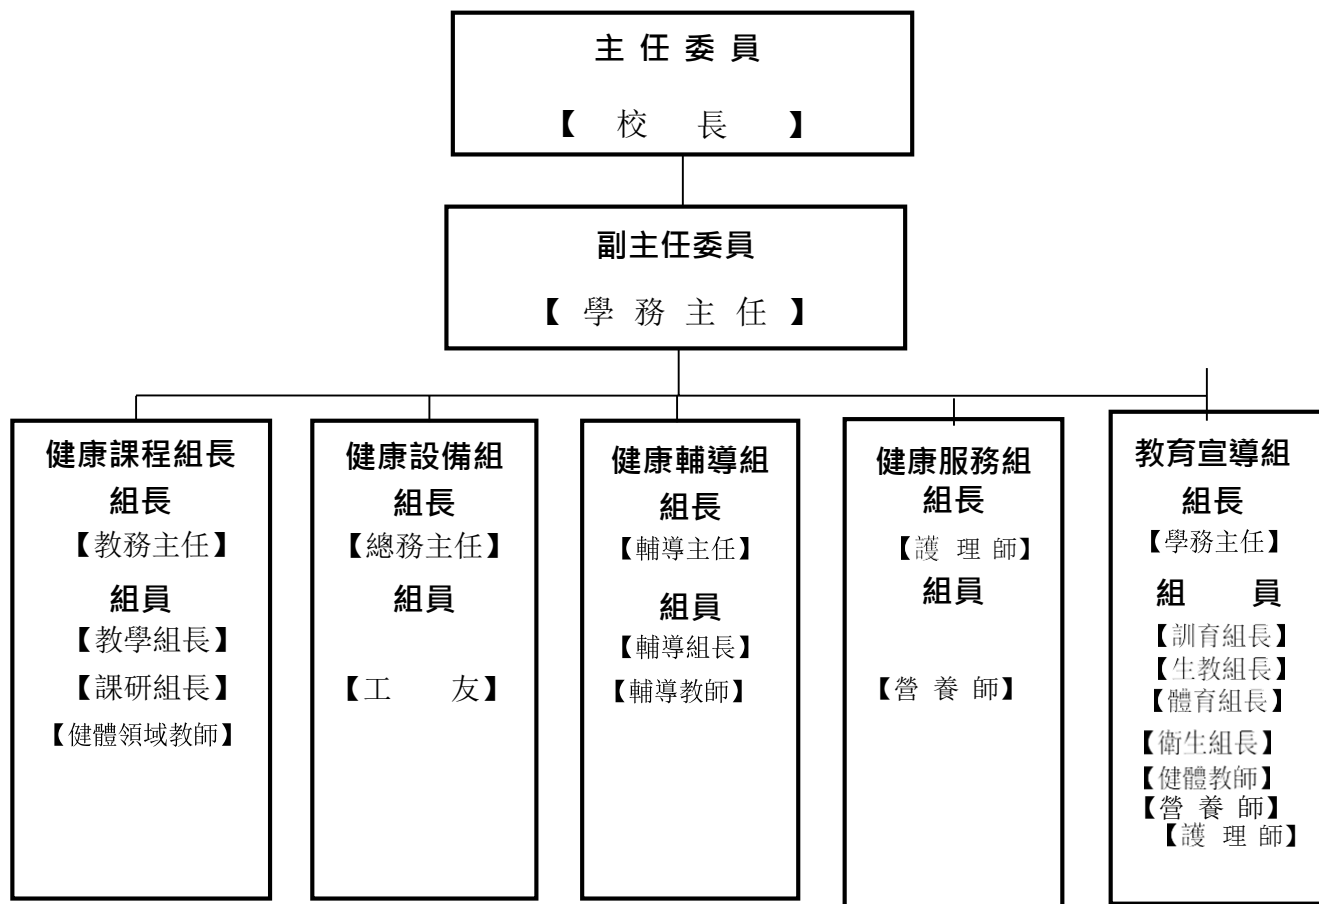 主 任 委 員
【 校 長 】
副主任委員
【 學 務 主 任 】
健康課程組長
組長
【教務主任】
組員
【教學組長】
【課研組長】
【健體領域教師】
健康設備組
組長
【總務主任】
組員
【工 友】
健康輔導組
組長
【輔導主任】
組員
【輔導組長】
【輔導教師】
健康服務組
組長
【護 理 師】
組員
【營 養 師】
教育宣導組
組長
【學務主任】
組 員
【訓育組長】
【生教組長】
【體育組長】
【衛生組長】
【健體教師】
【營 養 師】
【護 理 師】